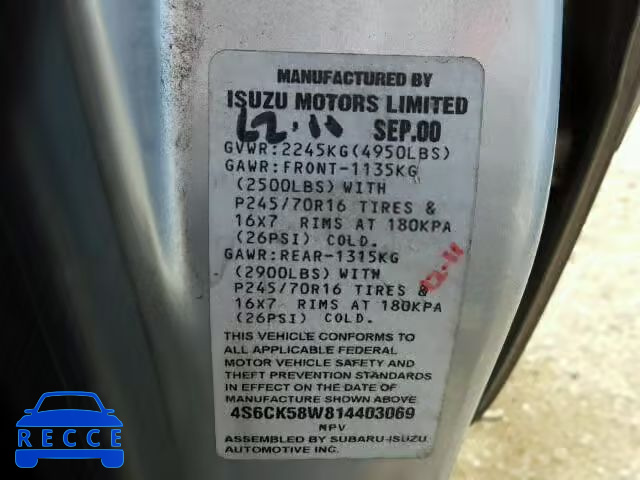 MANUFACTURED BY
ISUZU MOTORS LIMITED
SEP.00
GVWR:2245KG(4950LBS)
GAWR:FRONT-1135KG
(2500LBS) WITH
P245/70R16 TIRES &
16x7 RIMS AT 180KPA
(26PSI) COLD.
GAWR:REAR-1315KG
(2900LBS) WITH
P245/70R16 TIRES &
16x7 RIMS AT 180KPA
(26PSI) COLD.
THIS VEHICLE CONFORMS TO
ALL APPLICABLE FEDERAL
MOTOR VEHICLE SAFETY AND
THEFT PREVENTION STANDARDS
IN EFFECT ON THE DATE OF
MANUFACTURE SHOWN ABOVE
4S6CK58W814403069
MPV
ASSEMBLED BY SUBARU-ISUZU
AUTOMOTIVE INC.
RECCE